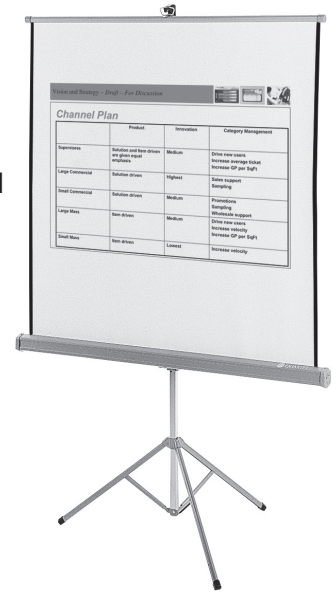 Vision and Strategy – Draft – For Discussion
Channel Plan
Product Innovation Category Management
Superstores Solution and Item driven Medium Drive new users
are given equal Increase average ticket
emphasis Increase GP per SqFt
Large Commercial Solution driven Highest Sales support
Sampling
Small Commercial Solution driven Medium Promotions
Sampling
Wholesale support
Large Mass Item driven Medium Drive new users
Increase velocity
Increase GP per SqFt
Small Mass Item driven Lowest Increase velocity